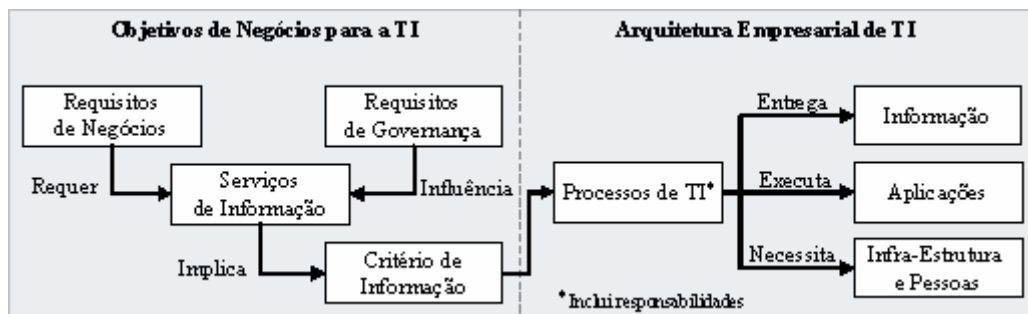 Objetivos de Negócios para a TI
Arquitetura Empresarial de TI
Requisitos
de Negócios
Requisitos
de Governança
Requer
Serviços
de Informação
Influência
Implica
Critério de
Informação
Processos de TI*
Entrega
Informação
Executa
Aplicações
Necessita
Infra-Estrutura
e Pessoas
* Inclui responsabilidades